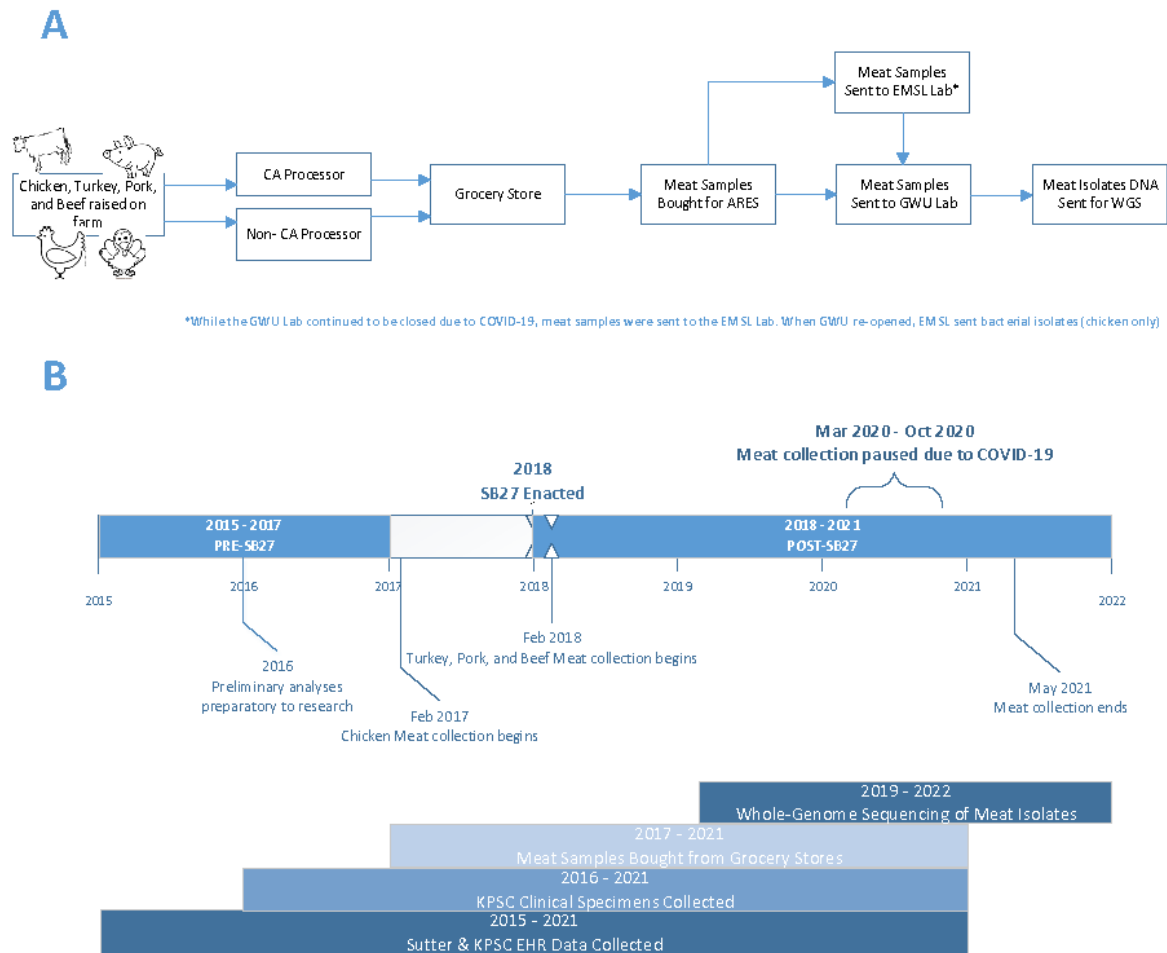 A
Meat Samples
Sent to EMSL Lab*
Chicken, Turkey, Pork,
and Beef raised on
farm
CA Processor
Non- CA Processor
Grocery Store
Meat Samples
Bought for ARES
Meat Samples
Sent to GWU Lab
Meat Isolates DNA
Sent for WGS
*While the GWU Lab continued to be closed due to COVID-19, meat samples were sent to the EMSL Lab. When GWU re-opened, EMSL sent bacterial isolates (chicken only)
B
Mar 2020 - Oct 2020
Meat collection paused due to COVID-19
2018
SB27 Enacted
2015 - 2017
PRE-SB27
2018 - 2021
POST-SB27
2015
2016
2017
2018
2019
2020
2021
2022
Feb 2018
Turkey, Pork, and Beef Meat collection begins
2016
Preliminary analyses
preparatory to research
May 2021
Meat collection ends
Feb 2017
Chicken Meat collection begins
2019 - 2022
Whole-Genome Sequencing of Meat Isolates
2017 - 2021
Meat Samples Bought from Grocery Stores
2016 - 2021
KPSC Clinical Specimens Collected
2015 - 2021
Sutter & KPSC EHR Data Collected